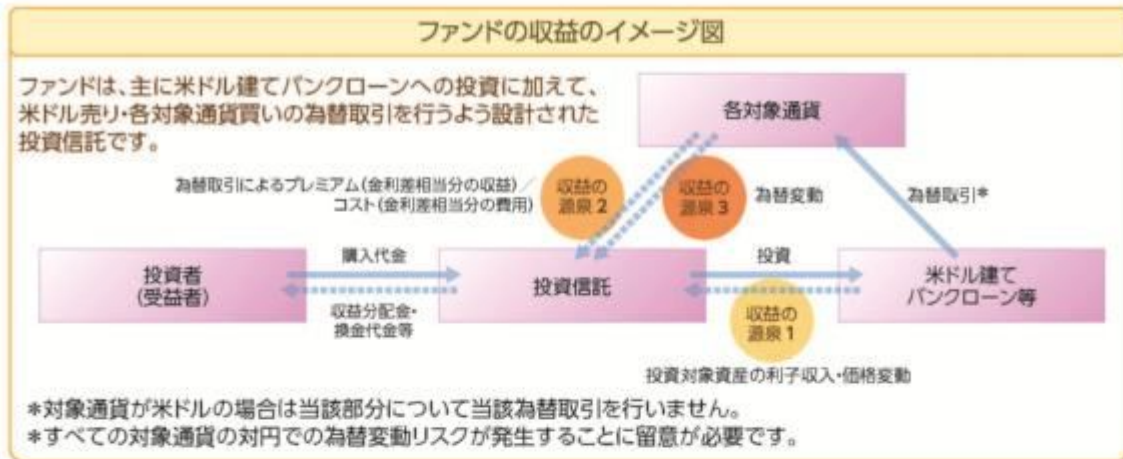 ファンドの収益のイメージ図
ファンドは、主に米ドル建てバンクローンへの投資に加えて、
米ドル売り・各対象通貨買いの為替取引を行うよう設計された
投資信託です。
各対象通貨
為替取引によるプレミアム(金利差相当分の収益)／
コスト(金利差相当分の費用)
収益の
源泉2
収益の
源泉3
為替変動
為替取引*
投資者
(受益者)
購入代金
収益分配金・
換金代金等
投資信託
投資
収益の
源泉1
米ドル建て
バンクローン等
投資対象資産の利子収入・価格変動
*対象通貨が米ドルの場合は当該部分について当該為替取引を行いません。
*すべての対象通貨の対円での為替変動リスクが発生することに留意が必要です。